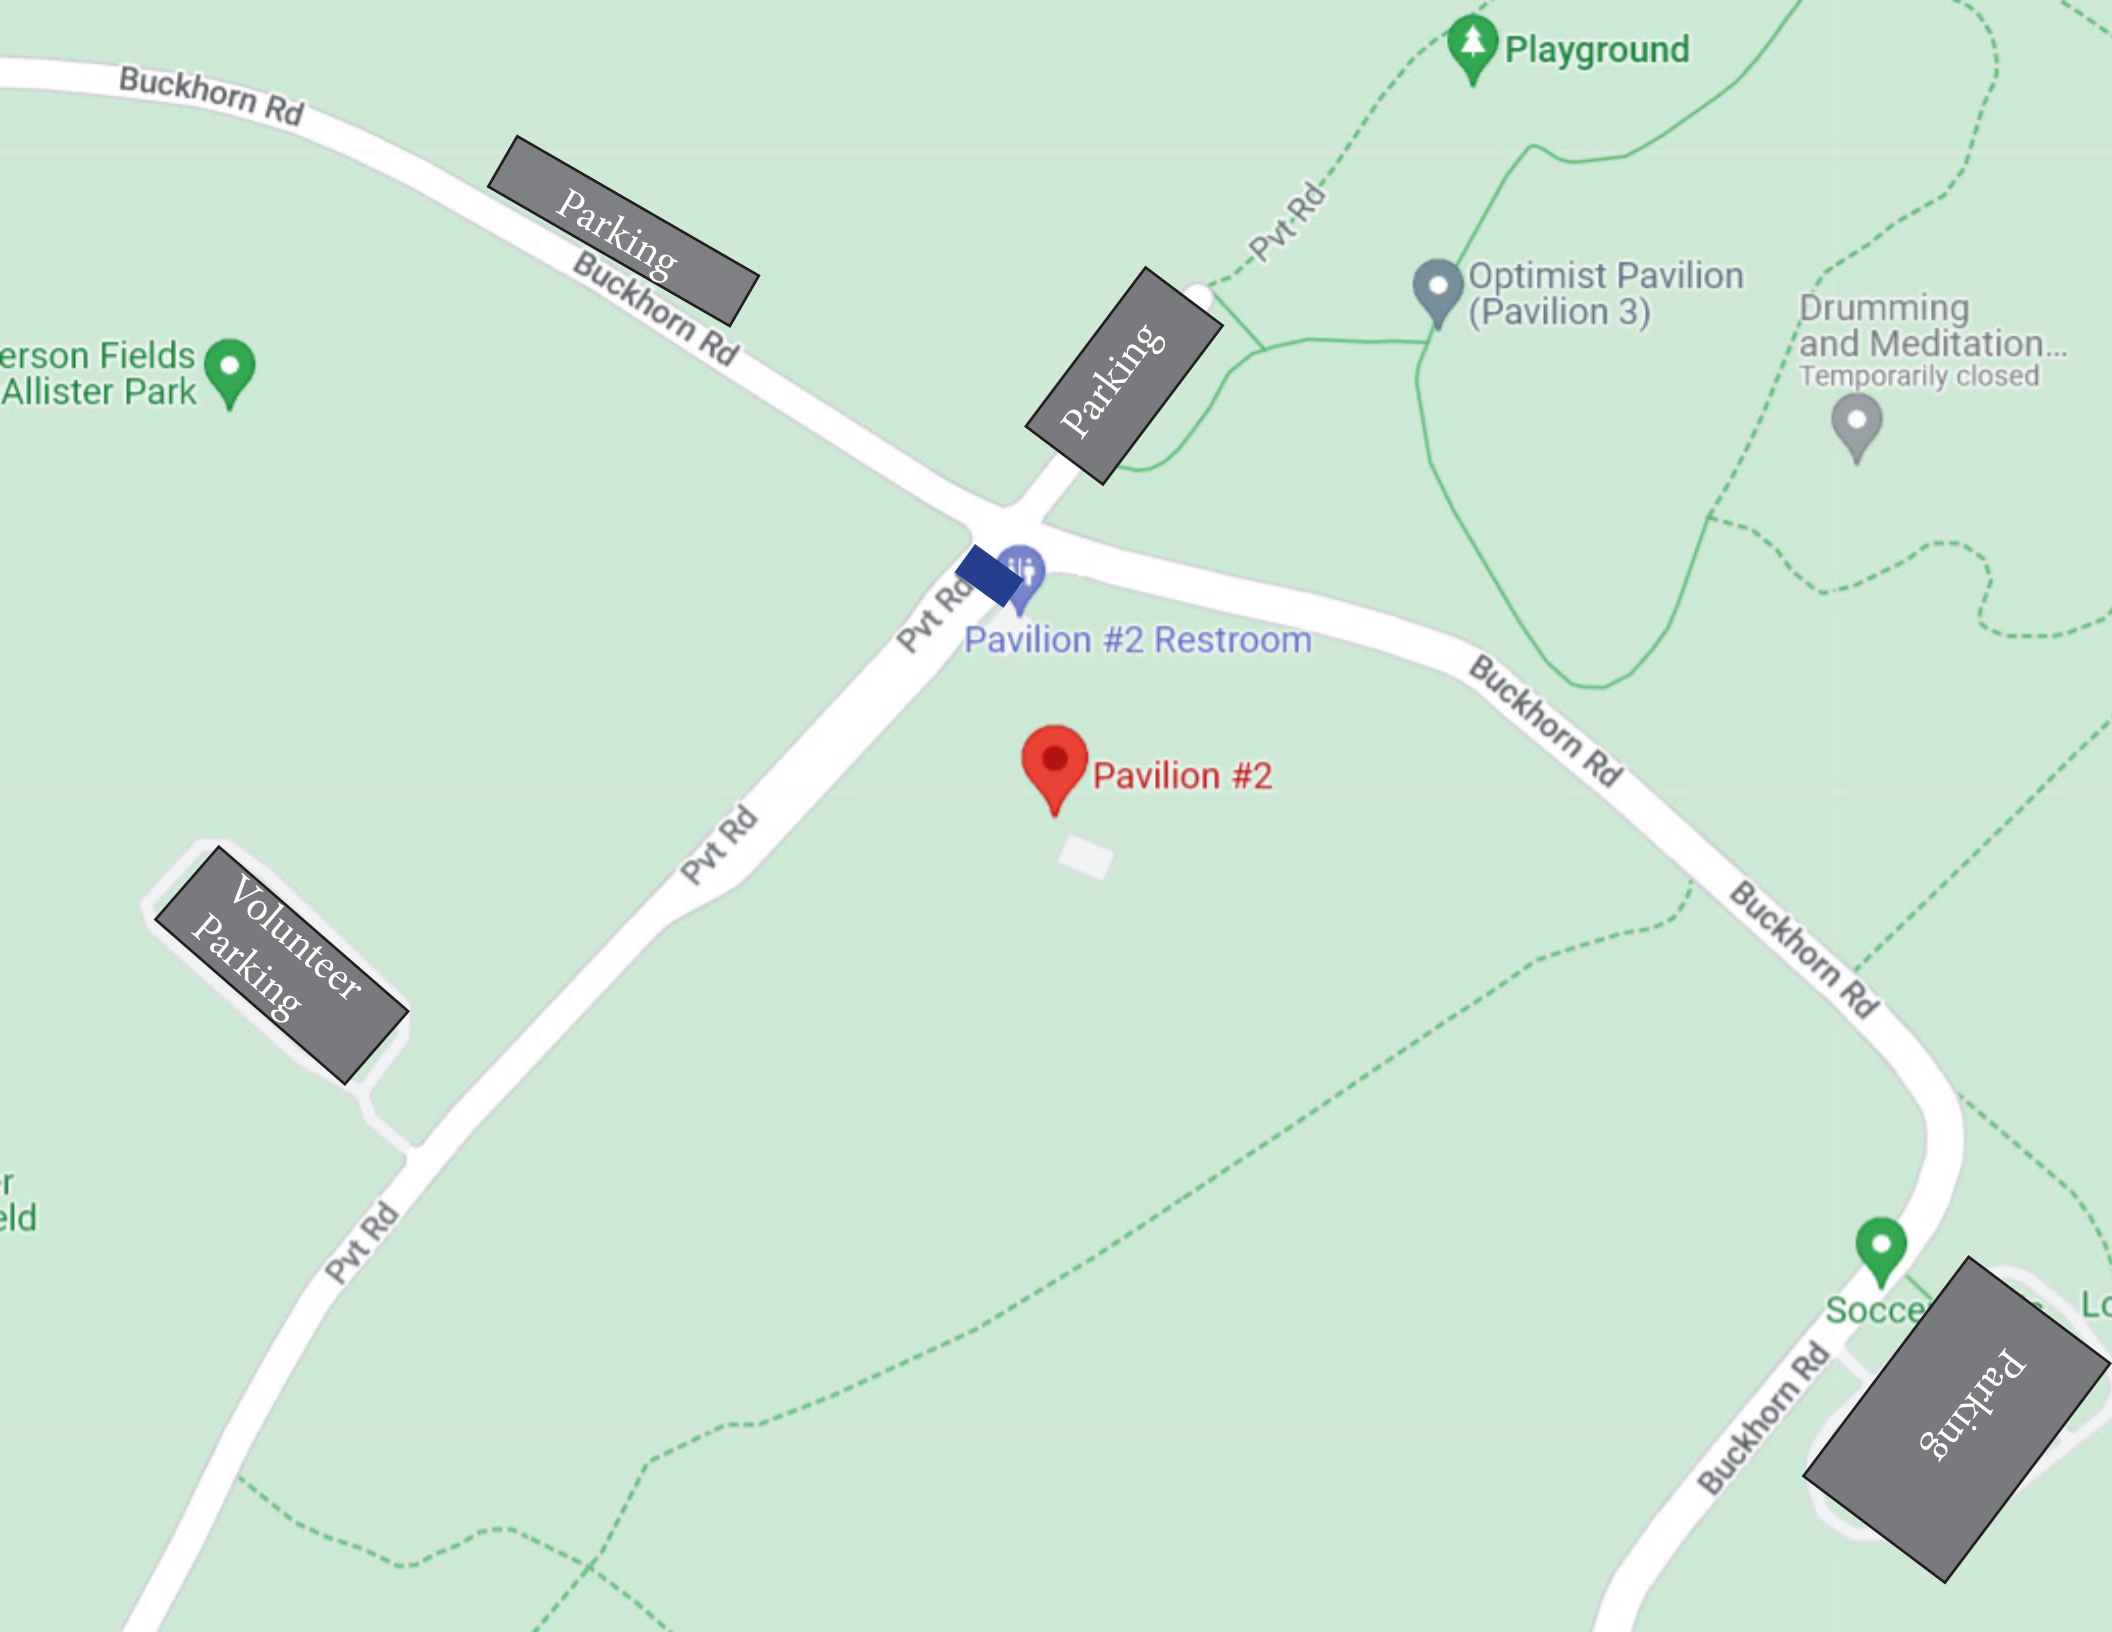 Buckhorn Rd
Playground
Parking
Pvt Rd
Buckhorn Rd
Optimist Pavilion
(Pavilion 3)
Drumming
and Meditation...
Temporarily closed
Parking
erson Fields
Allister Park
Pvt Rd
Pavilion #2 Restroom
Buckhorn Rd
Pavilion #2
Pvt Rd
Volunteer
Parking
Buckhorn Rd
r
eld
Pvt Rd
Socce
Lo
Parking
Buckhorn Rd